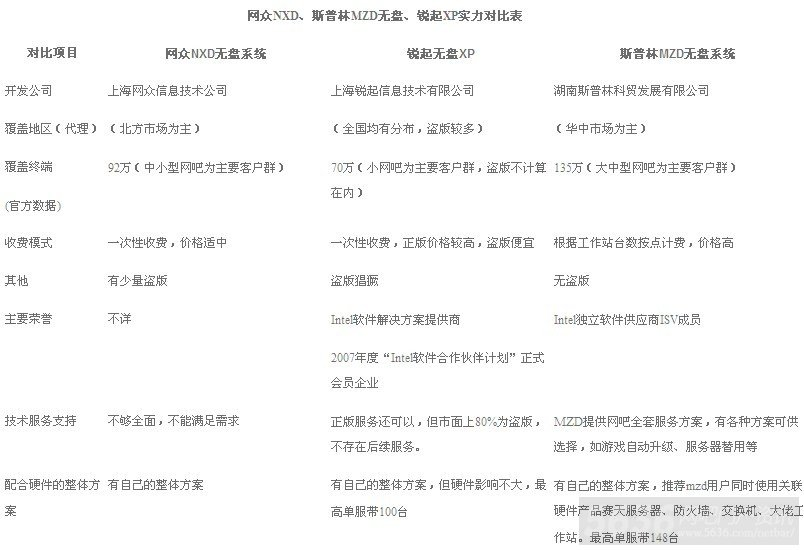 网众NXD、斯普林MZD无盘、锐起XP实力对比表
对比项目 网众NXD无盘系统 锐起无盘XP 斯普林MZD无盘系统
开发公司 上海网众信息技术公司 上海锐起信息技术有限公司 湖南斯普林科贸发展有限公司
覆盖地区（代理） （北方市场为主） （全国均有分布，盗版较多） （华中市场为主）
覆盖终端 92万（中小型网吧为主要客户群） 70万（小网吧为主要客户群，盗版不计算 135万（大中型网吧为主要客户群）
在内）
(官方数据)
收费模式 一次性收费，价格适中 一次性收费，正版价格较高，盗版便宜 根据工作站台数按点计费，价格高
其他 有少量盗版 盗版猖獗 无盗版
主要荣誉 不详 Intel软件解决方案提供商 Intel独立软件供应商ISV成员
2007年度“Intel软件合作伙伴计划”正式
会员企业
技术服务支持 不够全面，不能满足需求 正版服务还可以，但市面上80%为盗版， MZD提供网吧全套服务方案，有各种方案可供
不存在后续服务。 选择，如游戏自动升级、服务器替用等
配合硬件的整体方 有自己的整体方案 有自己的整体方案，但硬件影响不大，最 有自己的整体方案，推荐mzd用户同时使用关联
案 高单服带100台 硬件产品赛天服务器、防火墙、交换机、大佬工
作站。最高单服带148台
www.5636.com/netbar/